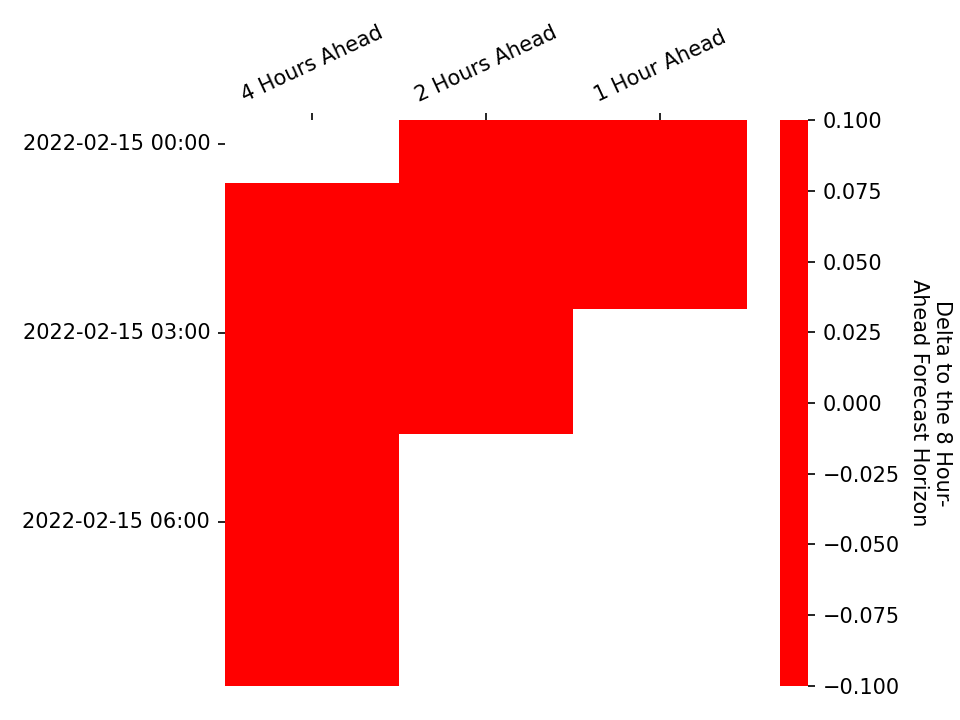 4 Hours Ahead
2 Hours Ahead
1 Hour Ahead
2022-02-15 00:00
2022-02-15 03:00
2022-02-15 06:00
0.100
0.075
0.050
0.025
0.000
−0.025
−0.050
−0.075
−0.100
Delta to the 8 Hour-
Ahead Forecast Horizon